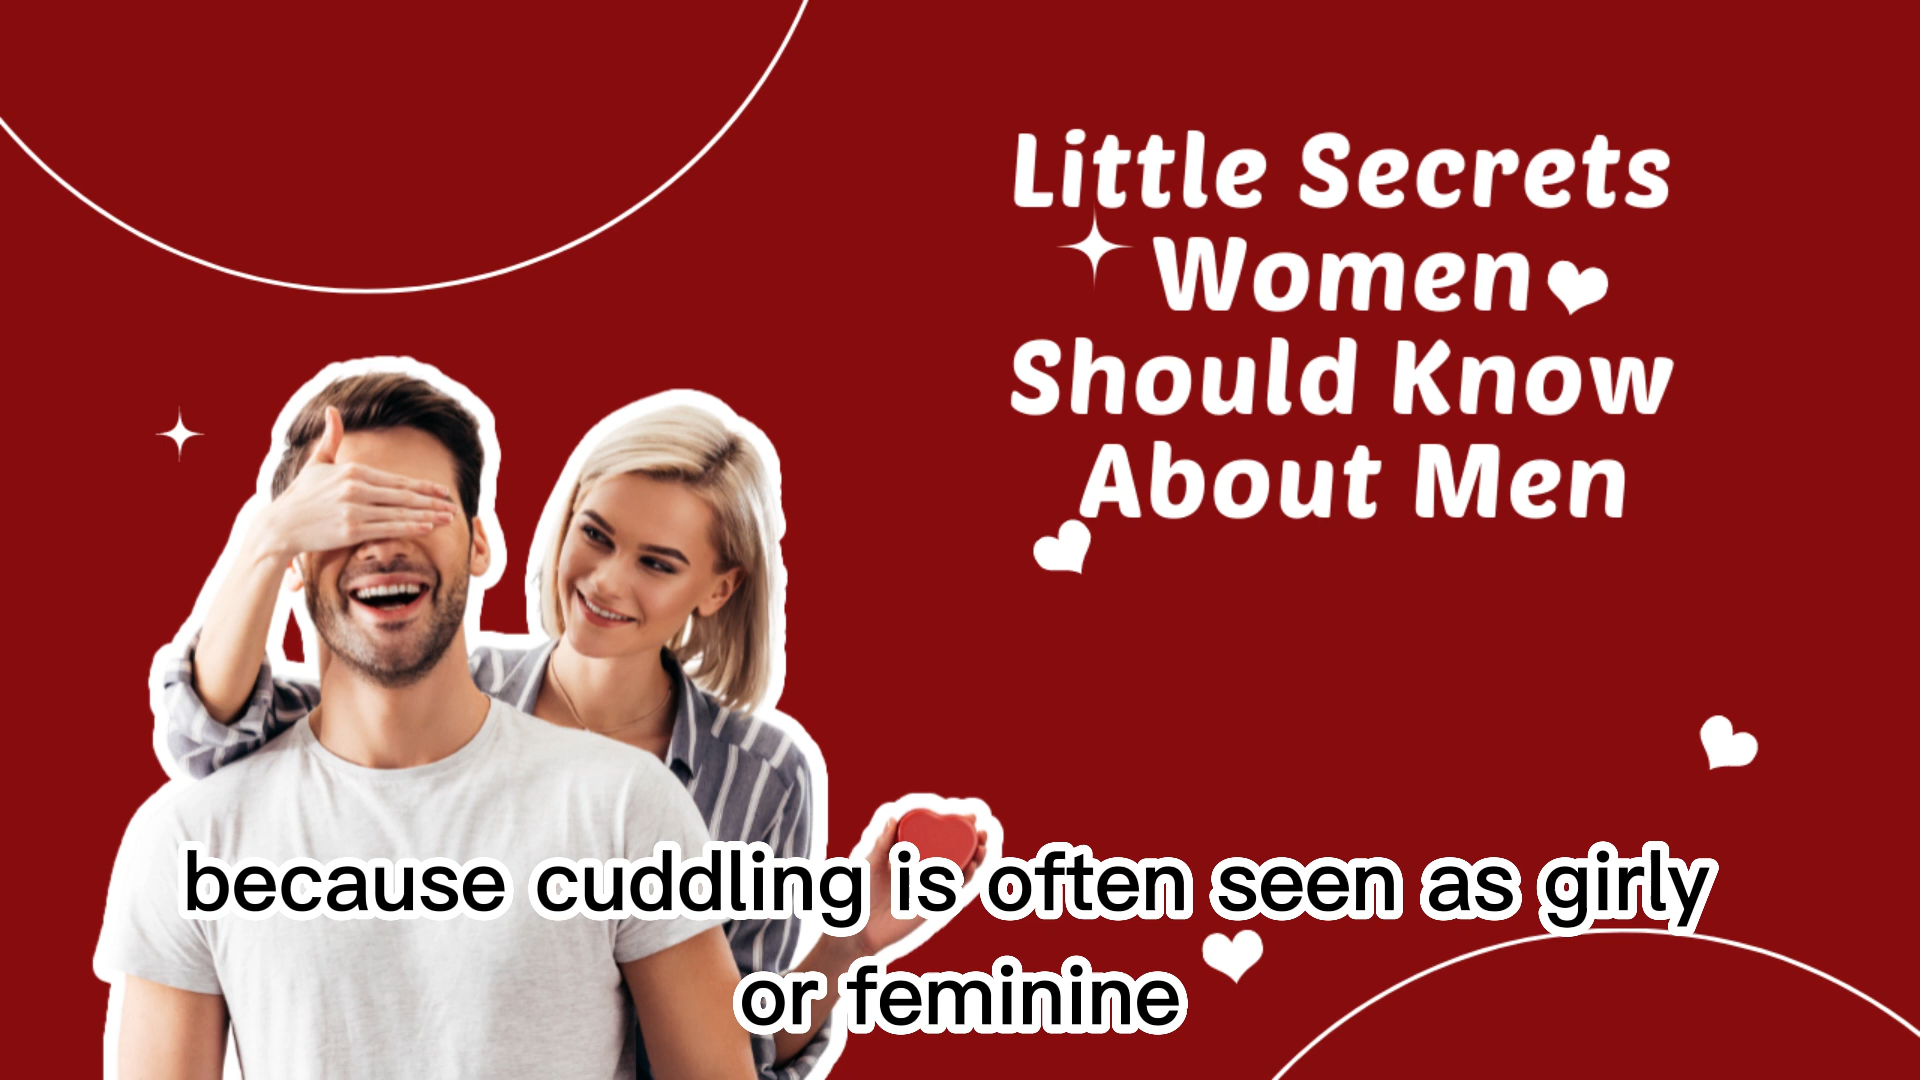 Little Secrets
Women
Should Know
About Men
because cuddling is often seen as girly
or feminine